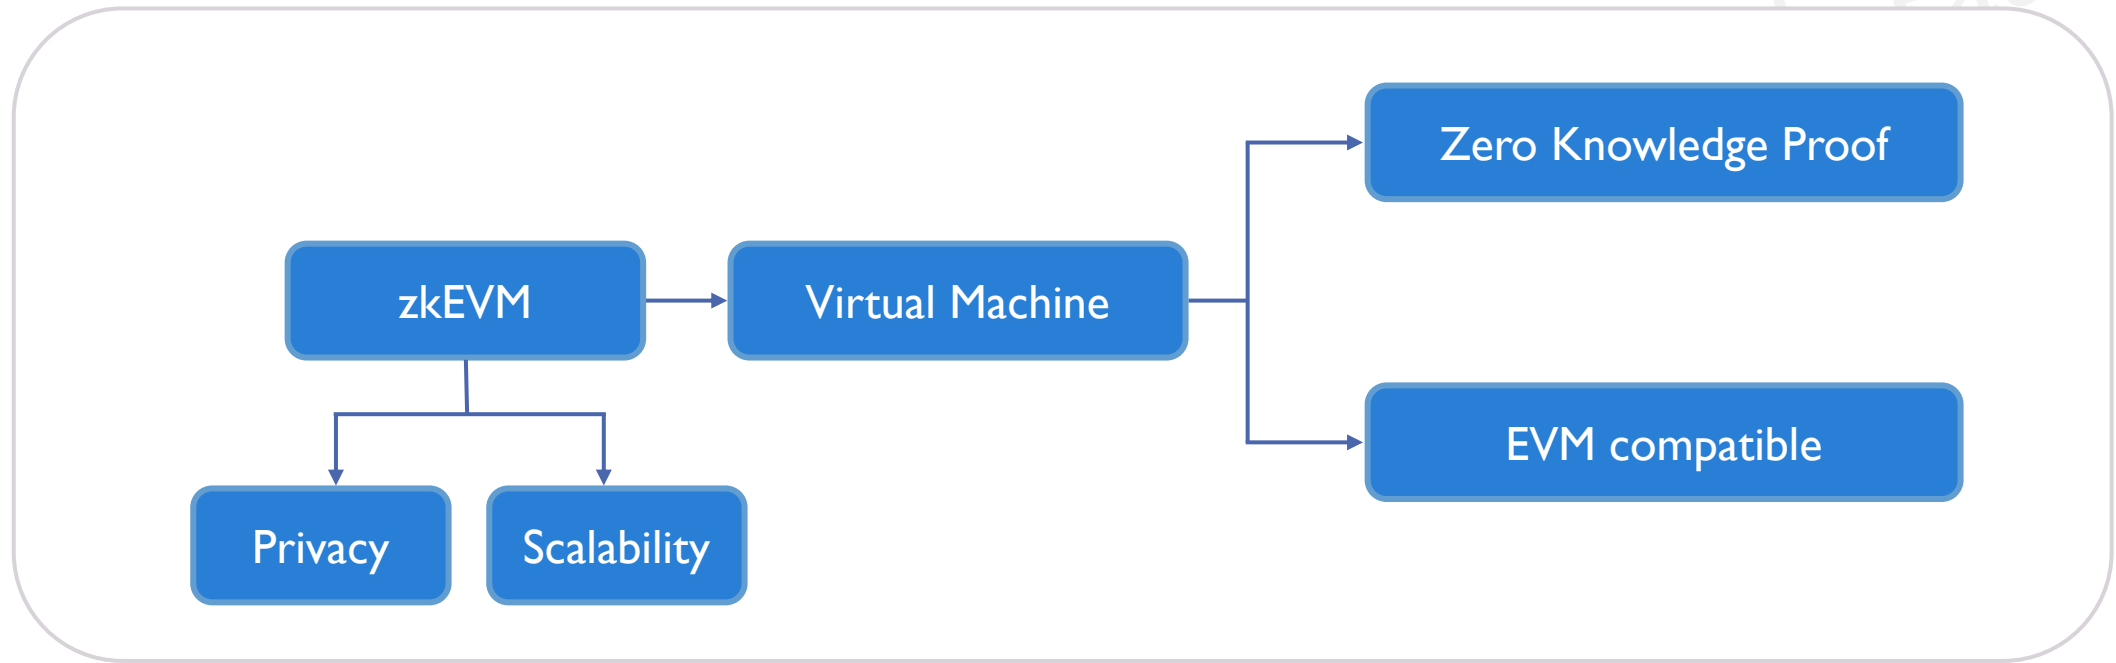 Zero Knowledge Proof
zkEVM
Virtual Machine
EVM compatible
Privacy
Scalability